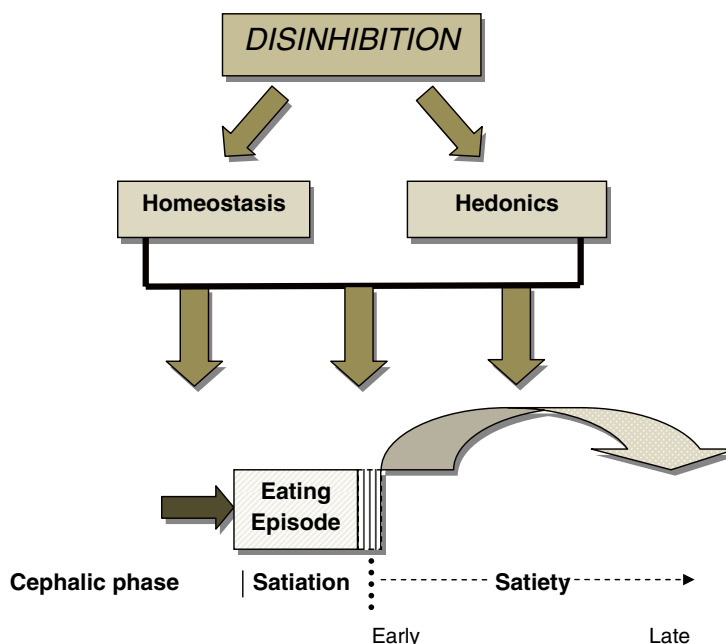 DISINHIBITION
Homeostasis
Hedonics
Eating
Episode
Cephalic phase
Satiation
Satiety
Early
Late